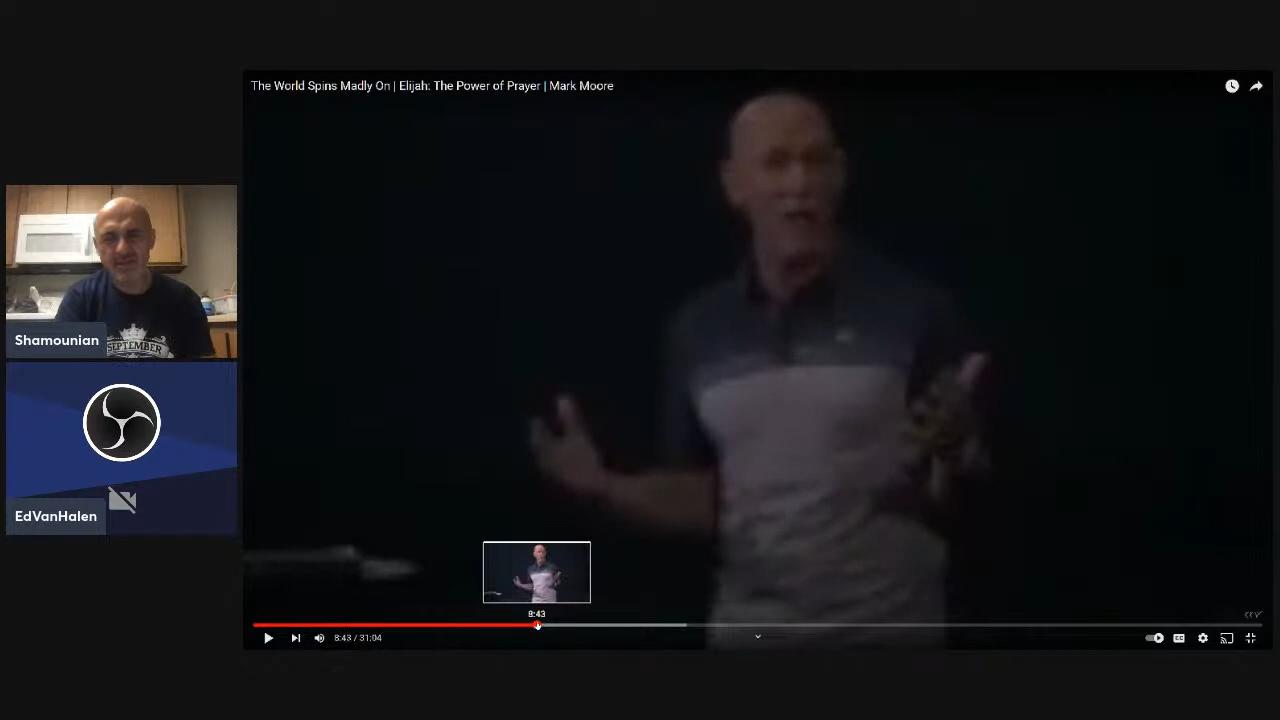 The World Spins Madly On | Elijah: The Power of Prayer | Mark Moore
SEPTEMBER
Shamounian
EdVanHalen
8:43
8:43 / 31:04
CC